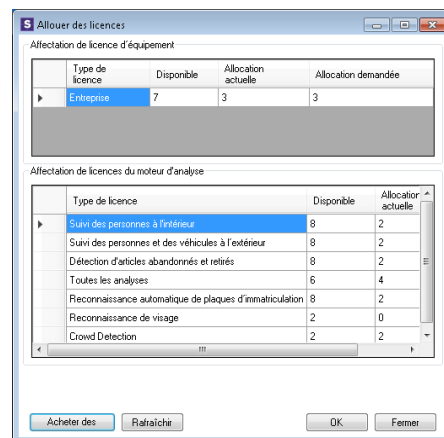 S Allouer des licences
Affectation de licence d'équipement
Type de licence Disponible Allocation actuelle Allocation demandée
Entreprise 7 3 3
Affectation de licences du moteur d'analyse
Type de licence Disponible Allocation actuelle
Suivi des personnes à l'intérieur 8 2
Suivi des personnes et des véhicules à l'extérieur 8 2
Détection d'articles abandonnés et retirés 8 2
Toutes les analyses 6 4
Reconnaissance automatique de plaques d'immatriculation 8 2
Reconnaissance de visage 2 0
Crowd Detection 2 2
Acheter des Rafraîchir OK Fermer